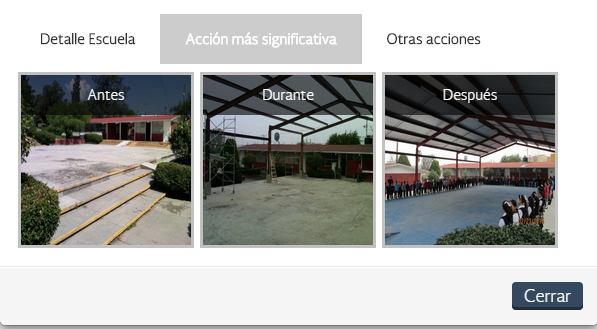 Detalle Escuela
Acción más significativa
Otras acciones
Antes
Durante
Después
Cerrar